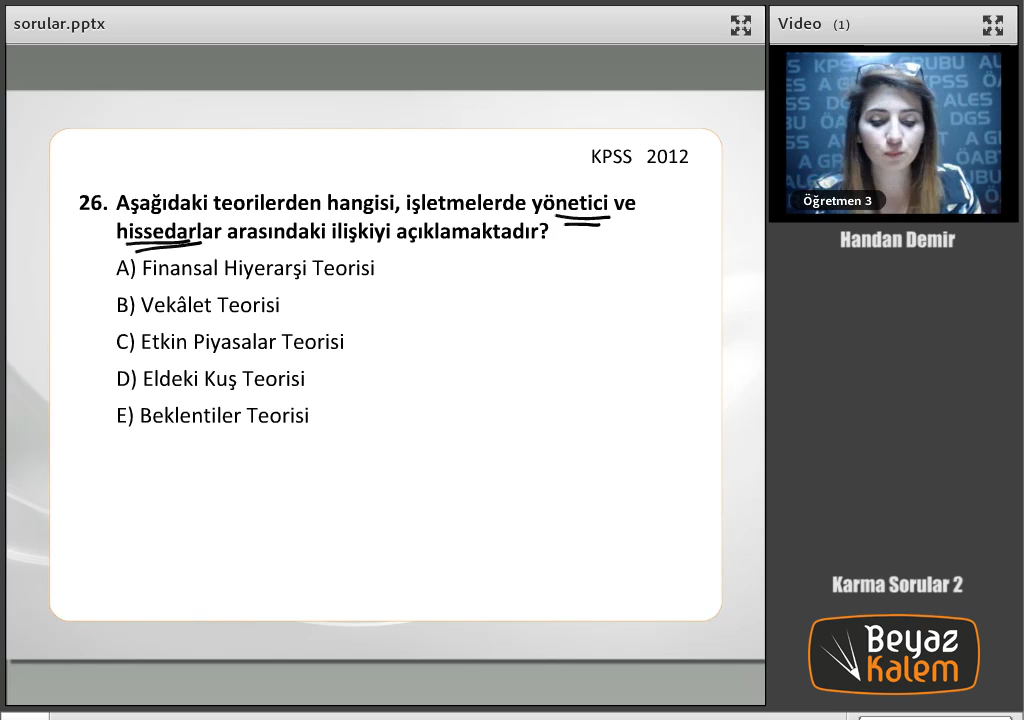 sorular.pptx
Video (1)
KPSS 2012
26. Aşağıdaki teorilerden hangisi, işletmelerde yönetici ve
hissedarlar arasındaki ilişkiyi açıklamaktadır?
A) Finansal Hiyerarşi Teorisi
B) Vekâlet Teorisi
C) Etkin Piyasalar Teorisi
D) Eldeki Kuş Teorisi
E) Beklentiler Teorisi
Öğretmen 3
Handan Demir
Karma Sorular 2
Beyaz
Kalem